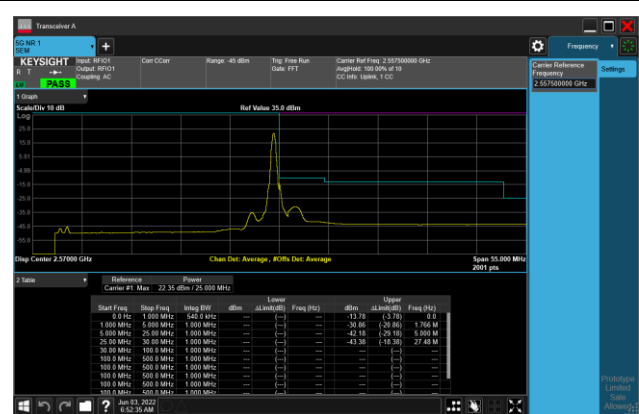 Transceiver A
5G NR 1
SEM
Frequency
KEYSIGHT
R T
PASS
Input: RFIO1
Output: RFIO1
Coupling: AC
Corr CCorr
Range: -45 dBm
Trig: Free Run
Gate: FFT
Carrier Ref Freq: 2.557500000 GHz
Avg|Hold: 100.00% of 10
CC Info: Uplink, 1 CC
Carrier Reference
Frequency
2.557500000 GHz
Settings
1 Graph
Scale/Div 10 dB
Ref Value 35.0 dBm
Log
25.0
15.0
5.01
-4.99
-15.0
-25.0
-35.0
-45.0
-55.0
Disp Center 2.57000 GHz
Chan Det: Average, #Offs Det: Average
Span 55.000 MHz
2001 pts
2 Table
Reference Power
Carrier #1 Max 22.35 dBm / 25.000 MHz
Lower Upper
Start Freq Stop Freq Integ BW dBm ΔLimit(dB) Freq (Hz) dBm ΔLimit(dB) Freq (Hz)
0.0 Hz 1.000 MHz 540.0 kHz --- (---) --- -13.78 (-3.78) 0.0
1.000 MHz 5.000 MHz 1.000 MHz --- (---) --- -30.86 (-20.86) 1.766 M
5.000 MHz 25.00 MHz 1.000 MHz --- (---) --- -42.18 (-29.18) 5.000 M
25.00 MHz 30.00 MHz 1.000 MHz --- (---) --- -43.38 (-18.38) 27.48 M
30.00 MHz 100.0 MHz 1.000 MHz --- (---) --- --- (---) ---
100.0 MHz 500.0 MHz 1.000 MHz --- (---) --- --- (---) ---
100.0 MHz 500.0 MHz 1.000 MHz --- (---) --- --- (---) ---
100.0 MHz 500.0 MHz 1.000 MHz --- (---) --- --- (---) ---
100.0 MHz 500.0 MHz 1.000 MHz --- (---) --- --- (---) ---
100.0 MHz 500.0 MHz 1.000 MHz --- (---) --- --- (---) ---
Prototype
Limited
Sale
Allowed
Jun 03, 2022
6:52:35 AM